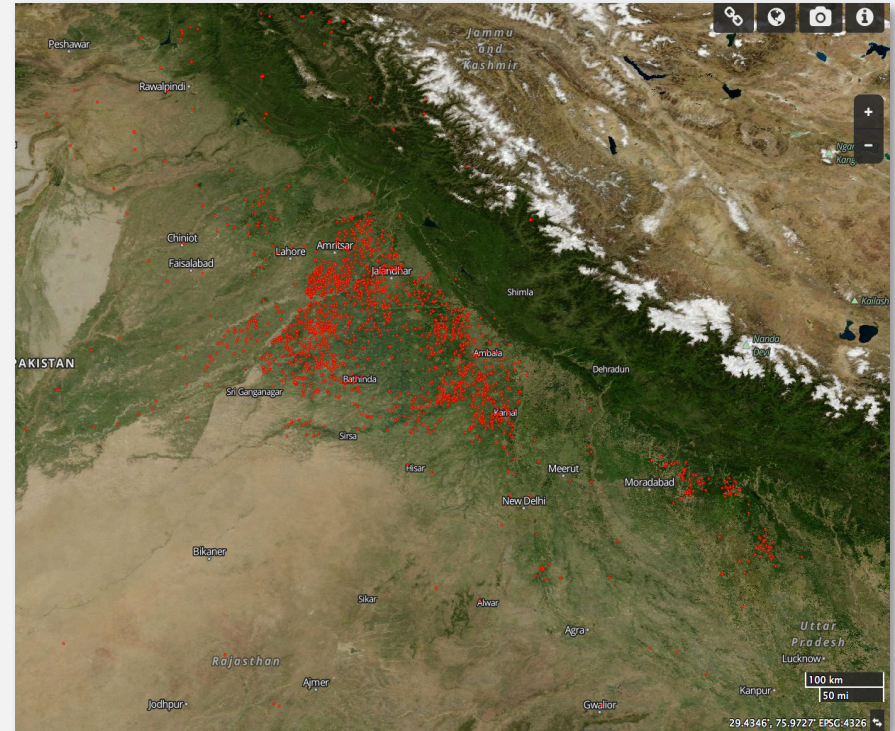 Jammu
and
Kashmir
Peshawar
Rawalpindi
+
−
Chiniot
Faisalabad
Lahore
Amritsar
Jalandhar
Shimla
Kailash
PAKISTAN
Nanda
Devi
Ambala
Dehradun
Bathinda
Sri Ganganagar
Karnal
Sirsa
Hisar
Meerut
Moradabad
New Delhi
Bikaner
Sikar
Alwar
Agra
Uttar
Pradesh
Rajasthan
Lucknow
Ajmer
100 km
50 mi
Kanpur
Jodhpur
Gwalior
29.4346°, 75.9727° EPSG:4326